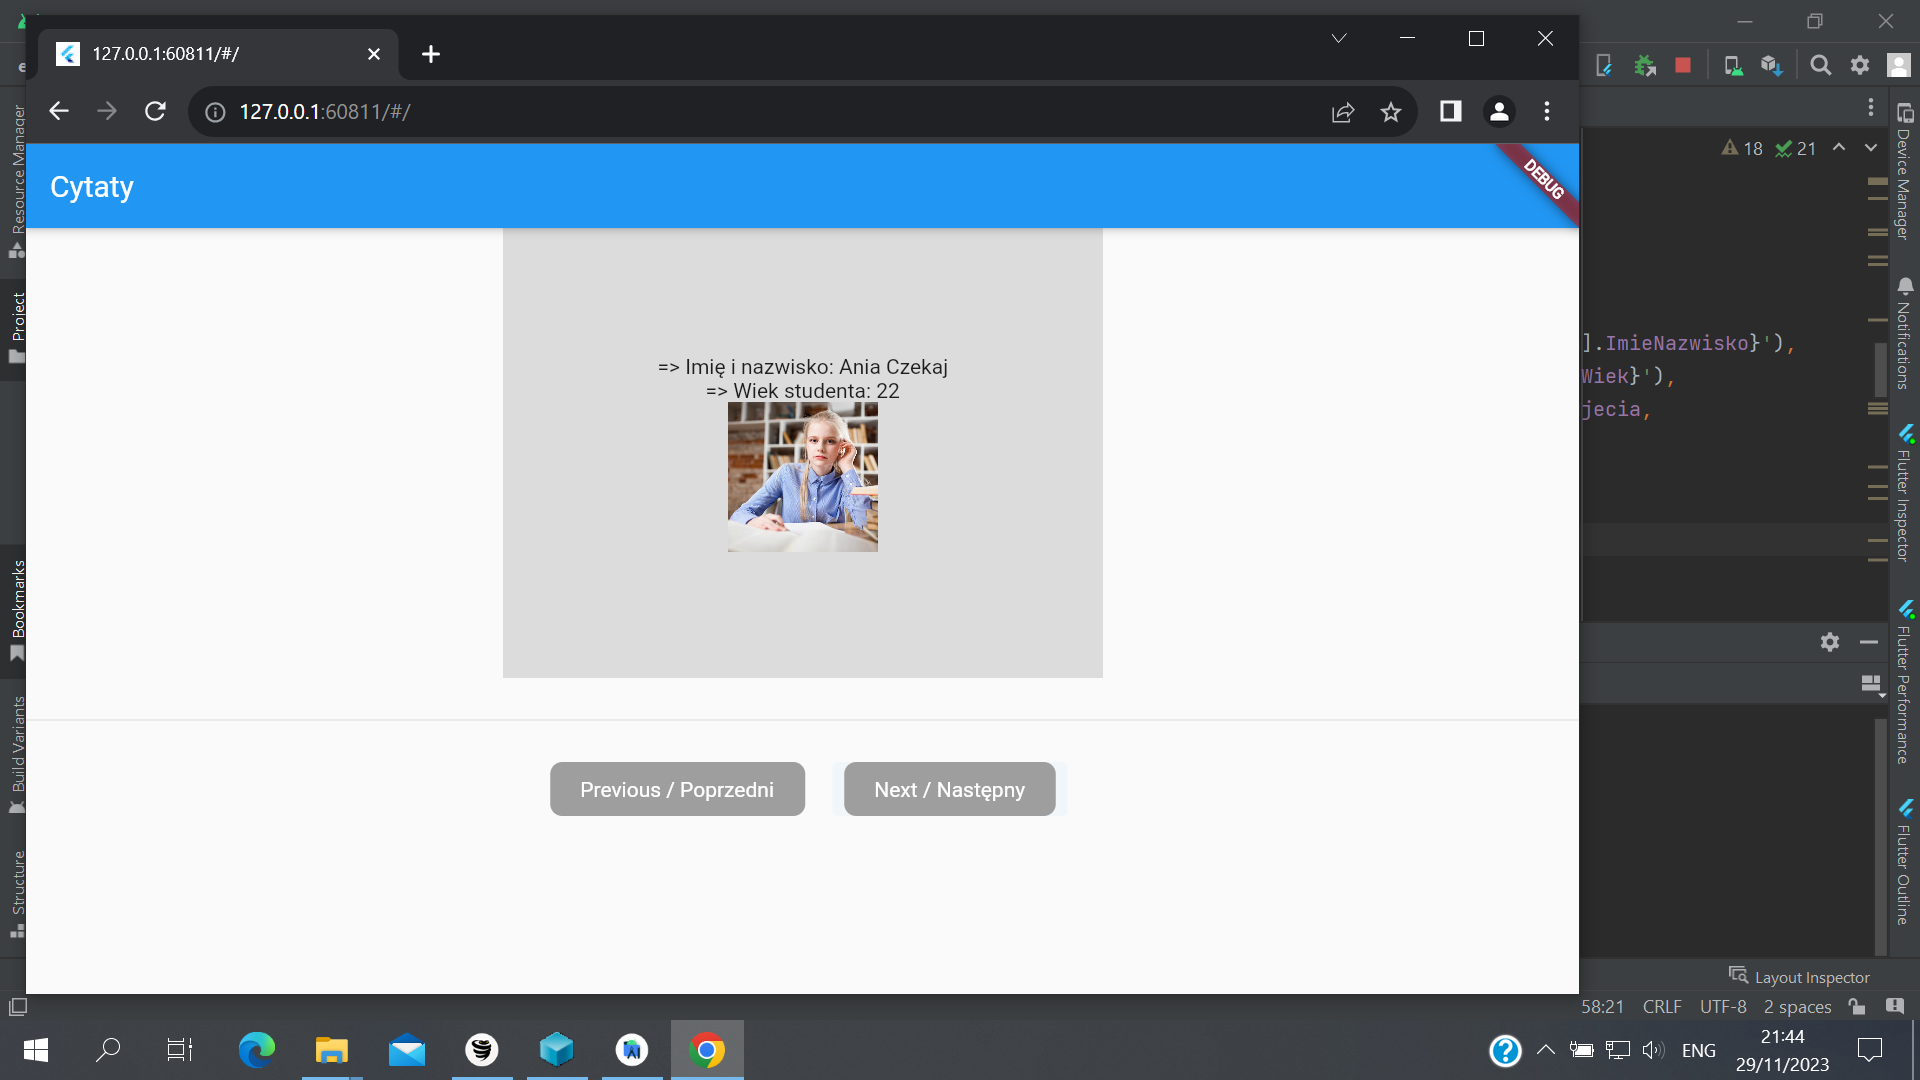 127.0.0.1:60811/#/
127.0.0.1:60811/#/
Cytaty
DEBUG
=> Imię i nazwisko: Ania Czekaj
=> Wiek studenta: 22
Previous / Poprzedni
Next / Następny
Resource Manager
Project
Bookmarks
Build Variants
Structure
18
21
].ImieNazwisko}'),
Wiek}'),
jecia,
Device Manager
Notifications
Flutter Inspector
Flutter Performance
Flutter Outline
Layout Inspector
58:21 CRLF UTF-8 2 spaces
ENG
21:44
29/11/2023